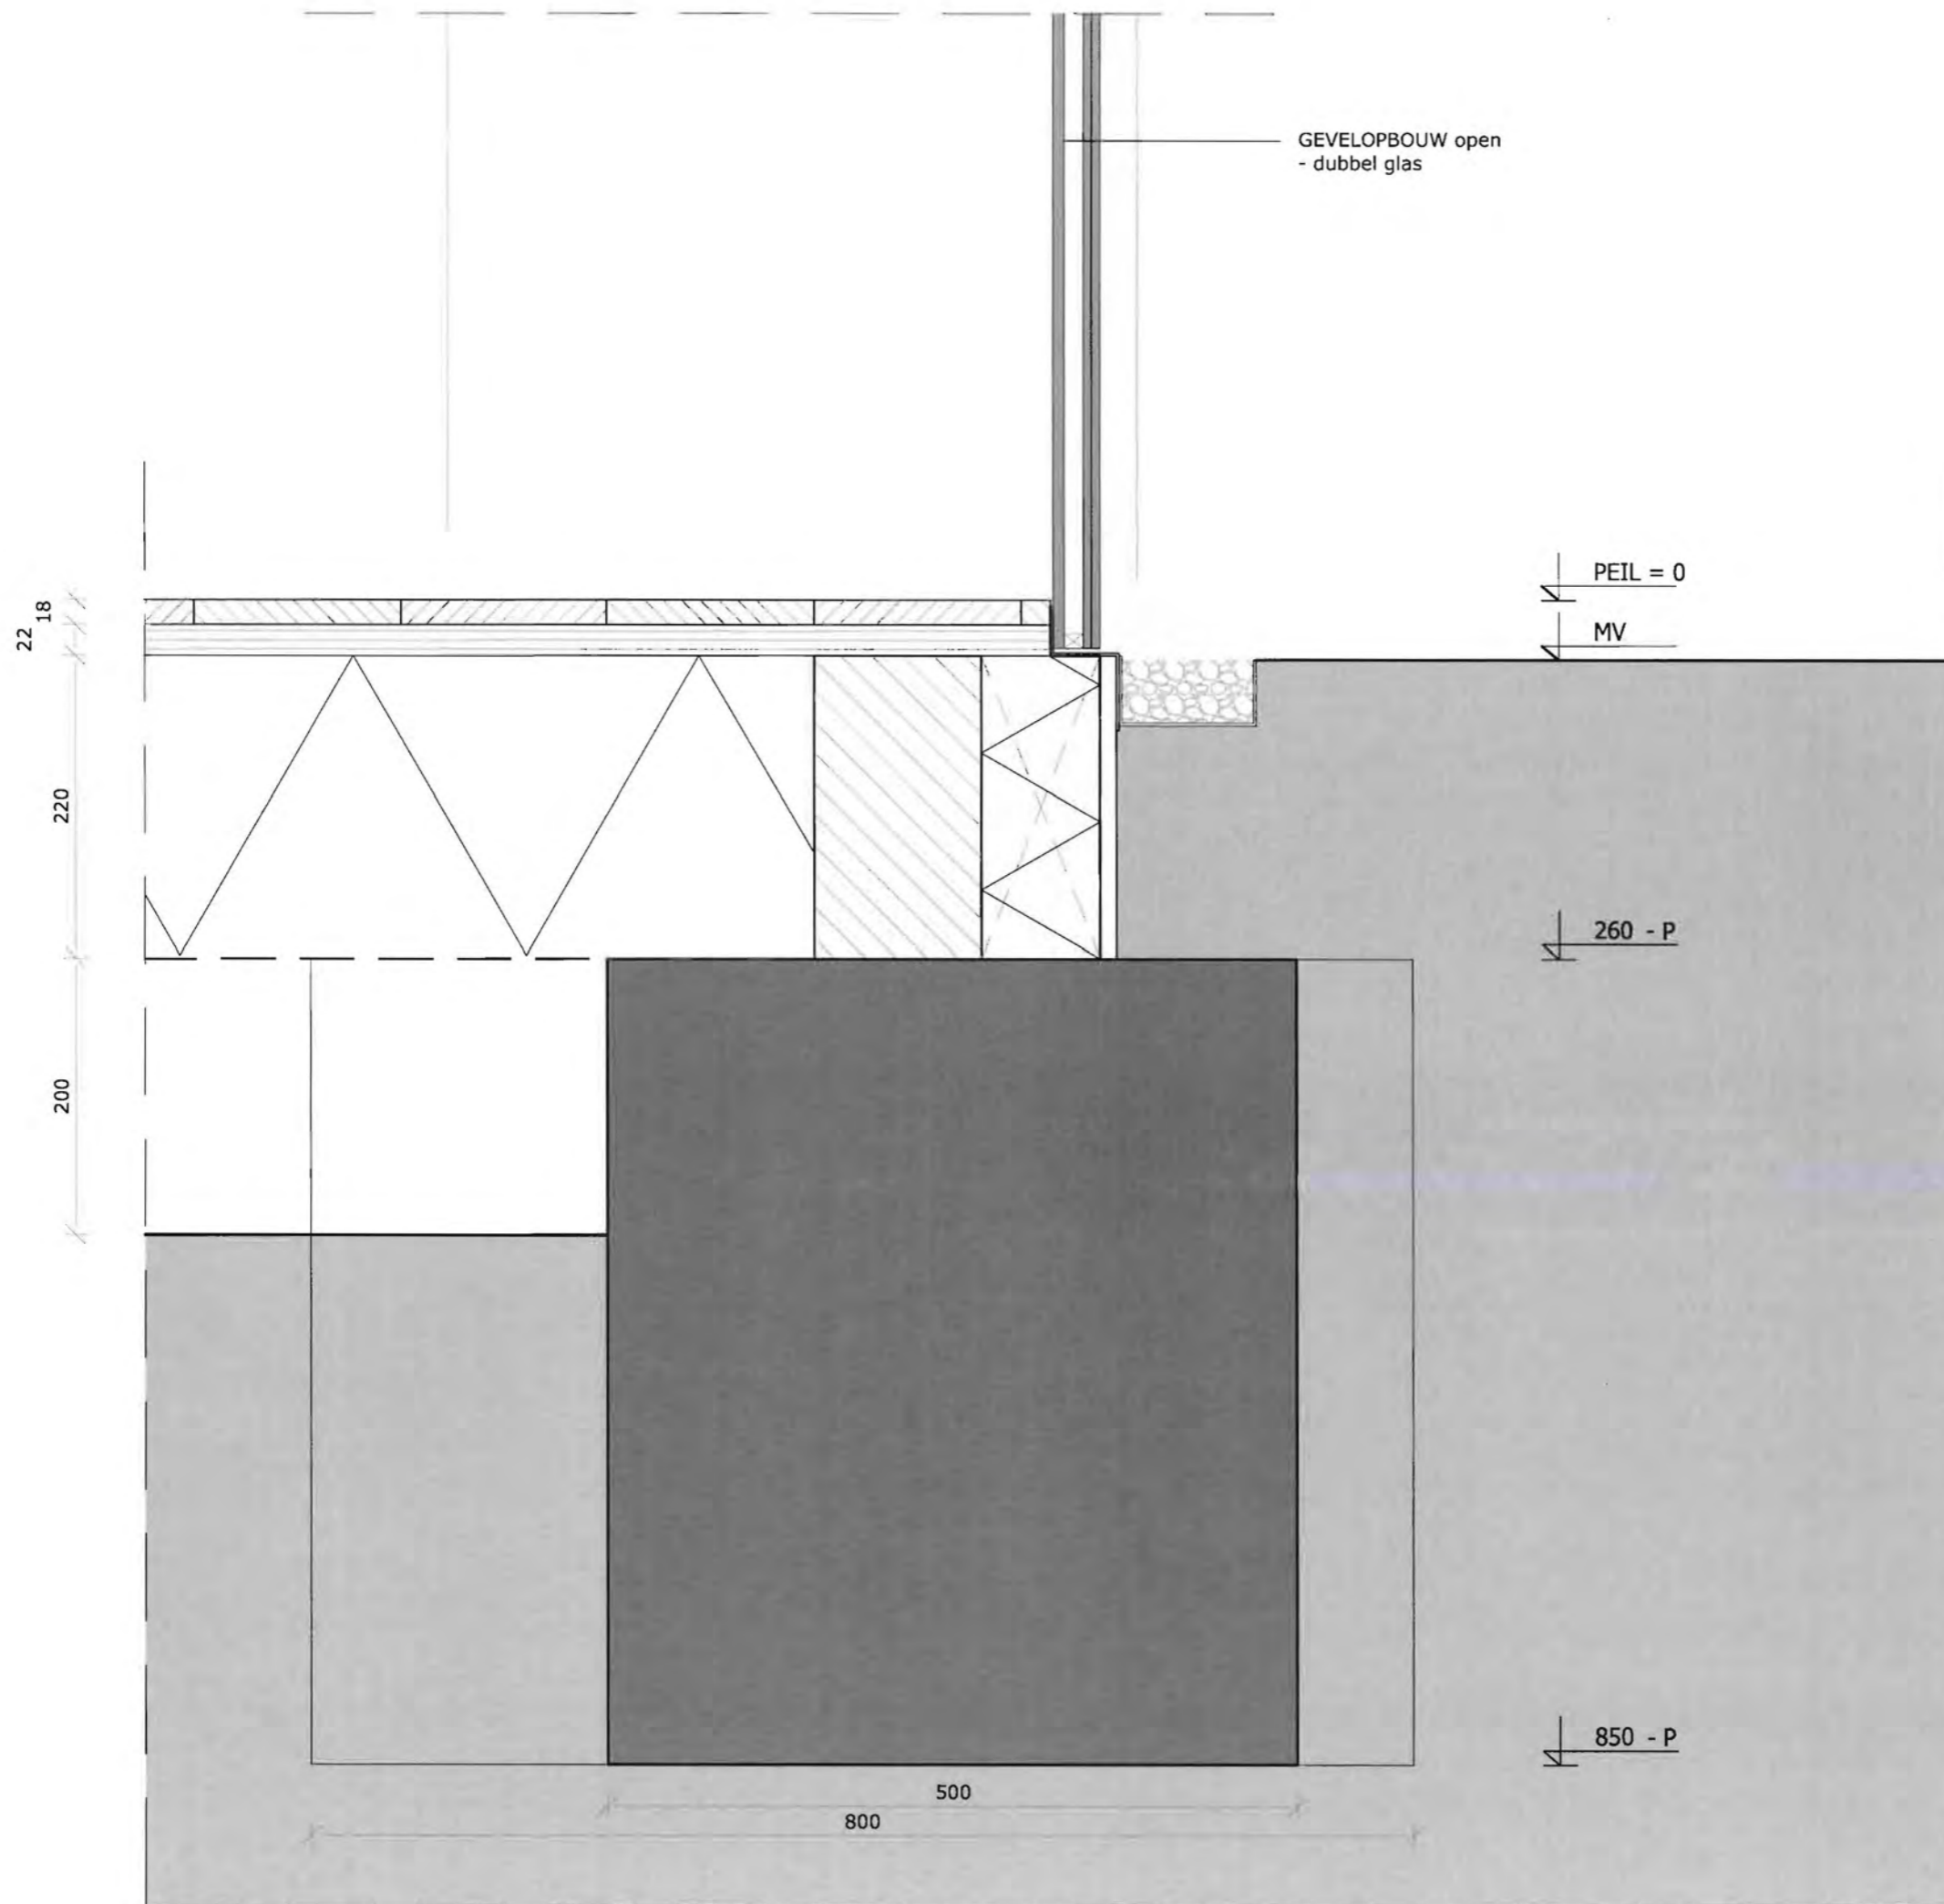 GEVELOPBOUW open
- dubbel glas
PEIL = 0
MV
18
22
220
260 - P
200
850 - P
500
800